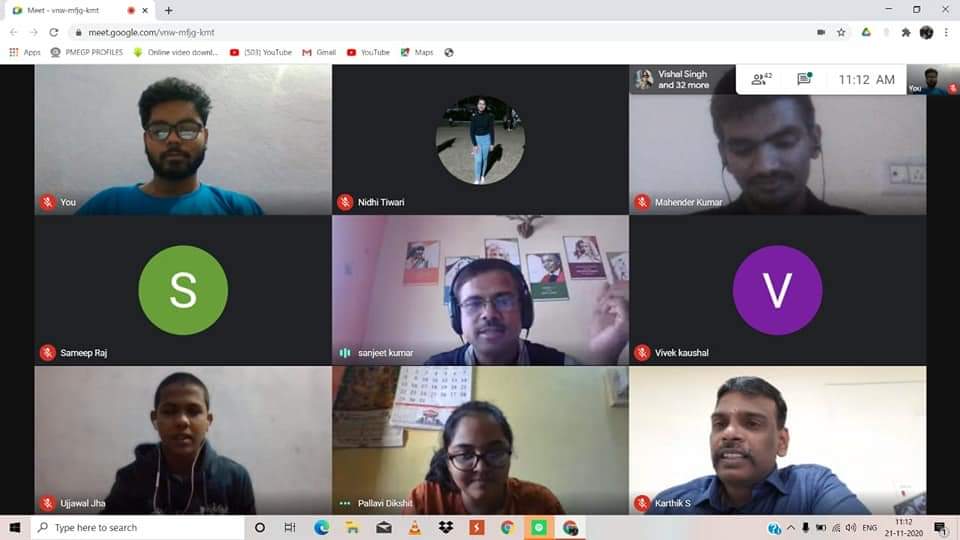 Meet - vnw-mfjg-kmt
meet.google.com/vnw-mfjg-kmt
Apps PMEGP PROFILES Online video downl... (503) YouTube Gmail YouTube Maps
Vishal Singh
and 32 more
42
11:12 AM
You
You
Nidhi Tiwari
Mahender Kumar
S
V
Sameep Raj
sanjeet kumar
Vivek kaushal
Ujjawal Jha
Pallavi Dikshit
Karthik S
Type here to search
ENG
11:12
21-11-2020
1